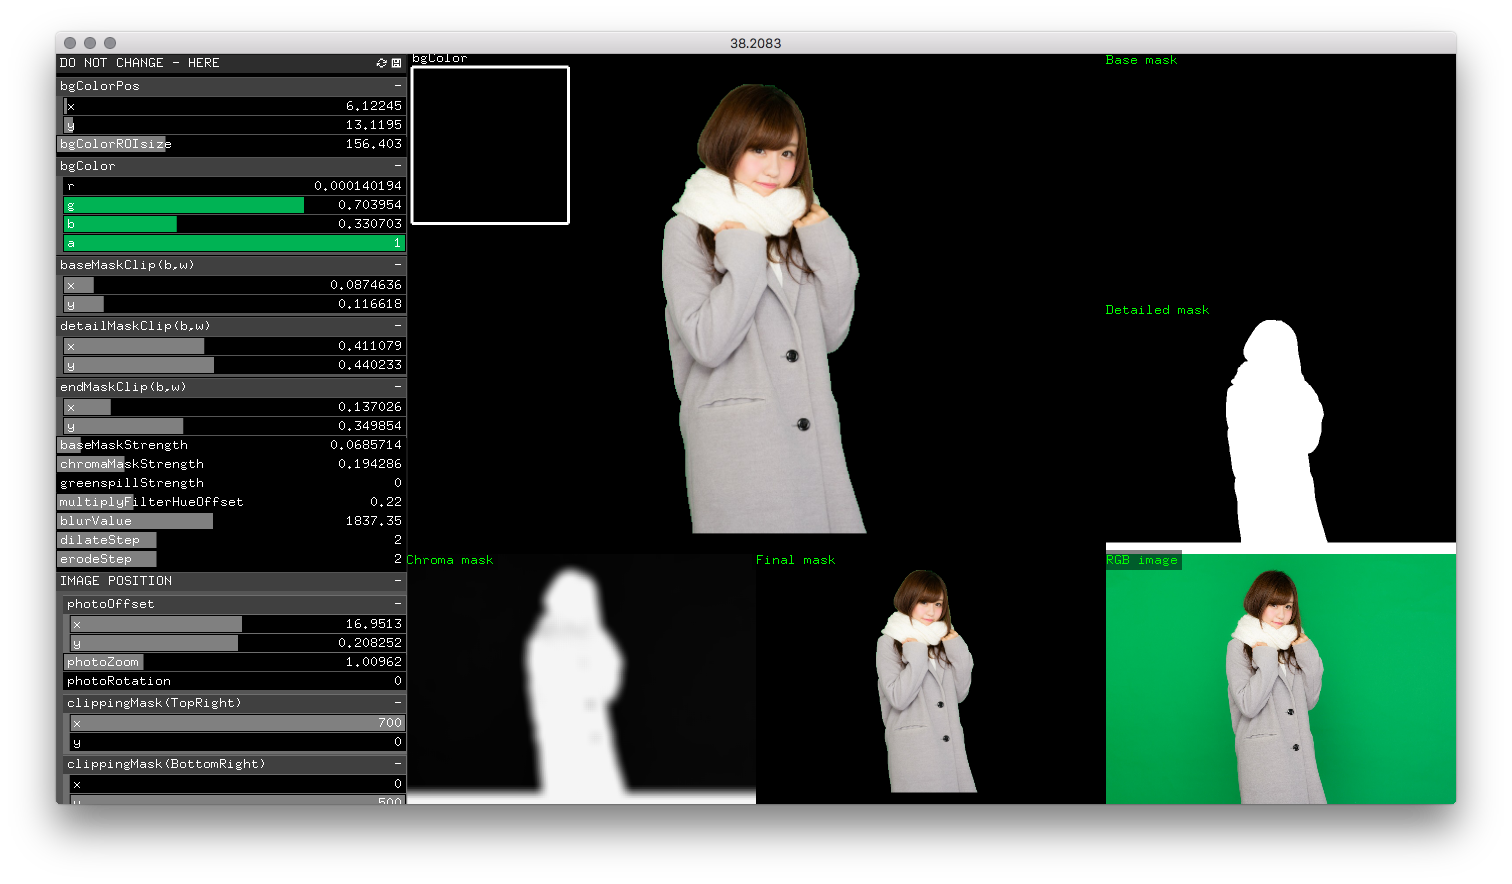 38.2083
DO NOT CHANGE - HERE
bgColorPos -
x 6.12245
y 13.1195
bgColorROIsize 156.403
bgColor -
r 0.000140194
g 0.703954
b 0.330703
a 1
baseMaskClip(b,w) -
x 0.0874636
y 0.116618
detailMaskClip(b,w) -
x 0.411079
y 0.440233
endMaskClip(b,w) -
x 0.137026
y 0.349854
baseMaskStrength 0.0685714
chromaMaskStrength 0.194286
greenspillStrength 0
multiplyFilterHueOffset 0.22
blurValue 1837.35
dilateStep 2
erodeStep 2
IMAGE POSITION -
photoOffset -
x 16.9513
y 0.208252
photoZoom 1.00962
photoRotation 0
clippingMask(TopRight) -
x 700
y 0
clippingMask(BottomRight) -
x 0
y 500
bgColor
Base mask
Detailed mask
Chroma mask
Final mask
RGB image